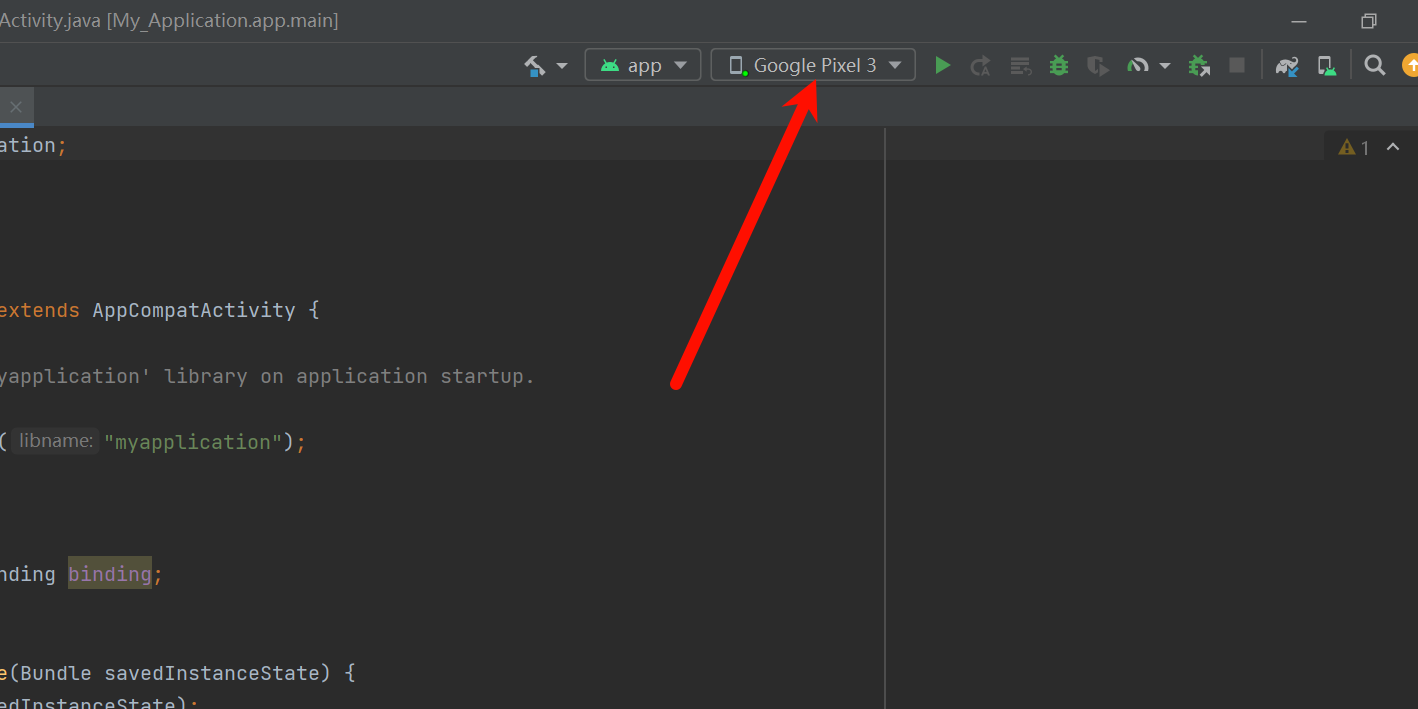 Activity.java [My_Application.app.main]
app Google Pixel 3
ation;
1
extends AppCompatActivity {
yapplication' library on application startup.
( libname: "myapplication");
nding binding;
e(Bundle savedInstanceState) {
edInstanceState);